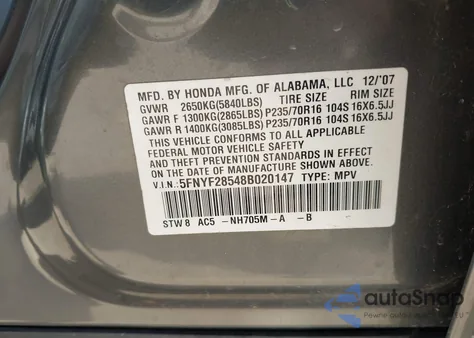 MFD. BY HONDA MFG. OF ALABAMA, LLC 12/'07
GVWR 2650KG(5840LBS) TIRE SIZE RIM SIZE
GAWR F 1300KG(2865LBS)P235/70R16 104S 16X6.5JJ
GAWR R 1400KG(3085LBS)P235/70R16 104S 16X6.5JJ
THIS VEHICLE CONFORMS TO ALL APPLICABLE
FEDERAL MOTOR VEHICLE SAFETY
AND THEFT PREVENTION STANDARDS IN EFFECT
ON THE DATE OF MANUFACTURE SHOWN ABOVE.
V.I.N.: 5FNYF28548B020147 TYPE: MPV
STW8 AC5 -NH705M-A -B
autoSnap